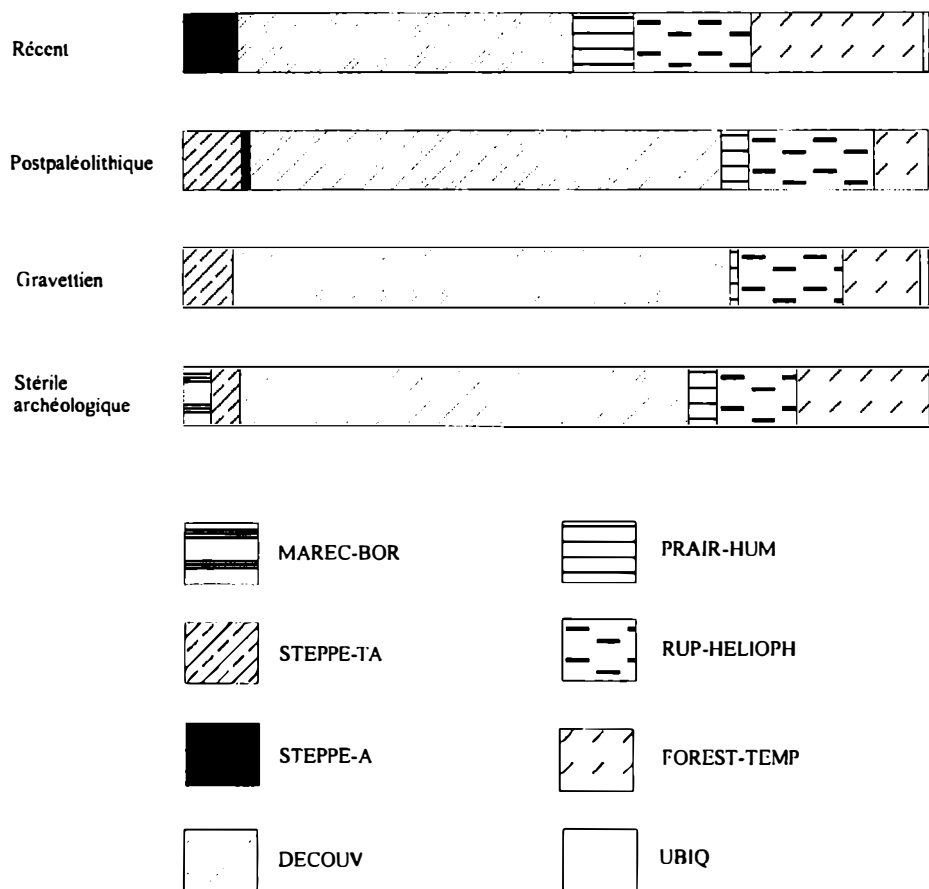 Récent
Postpaléolithique
Gravettien
Stérile
archéologique
MAREC-BOR
PRAIR-HUM
STEPPE-TA
RUP-HELIOPH
STEPPE-A
FOREST-TEMP
DECOUV
UBIQ